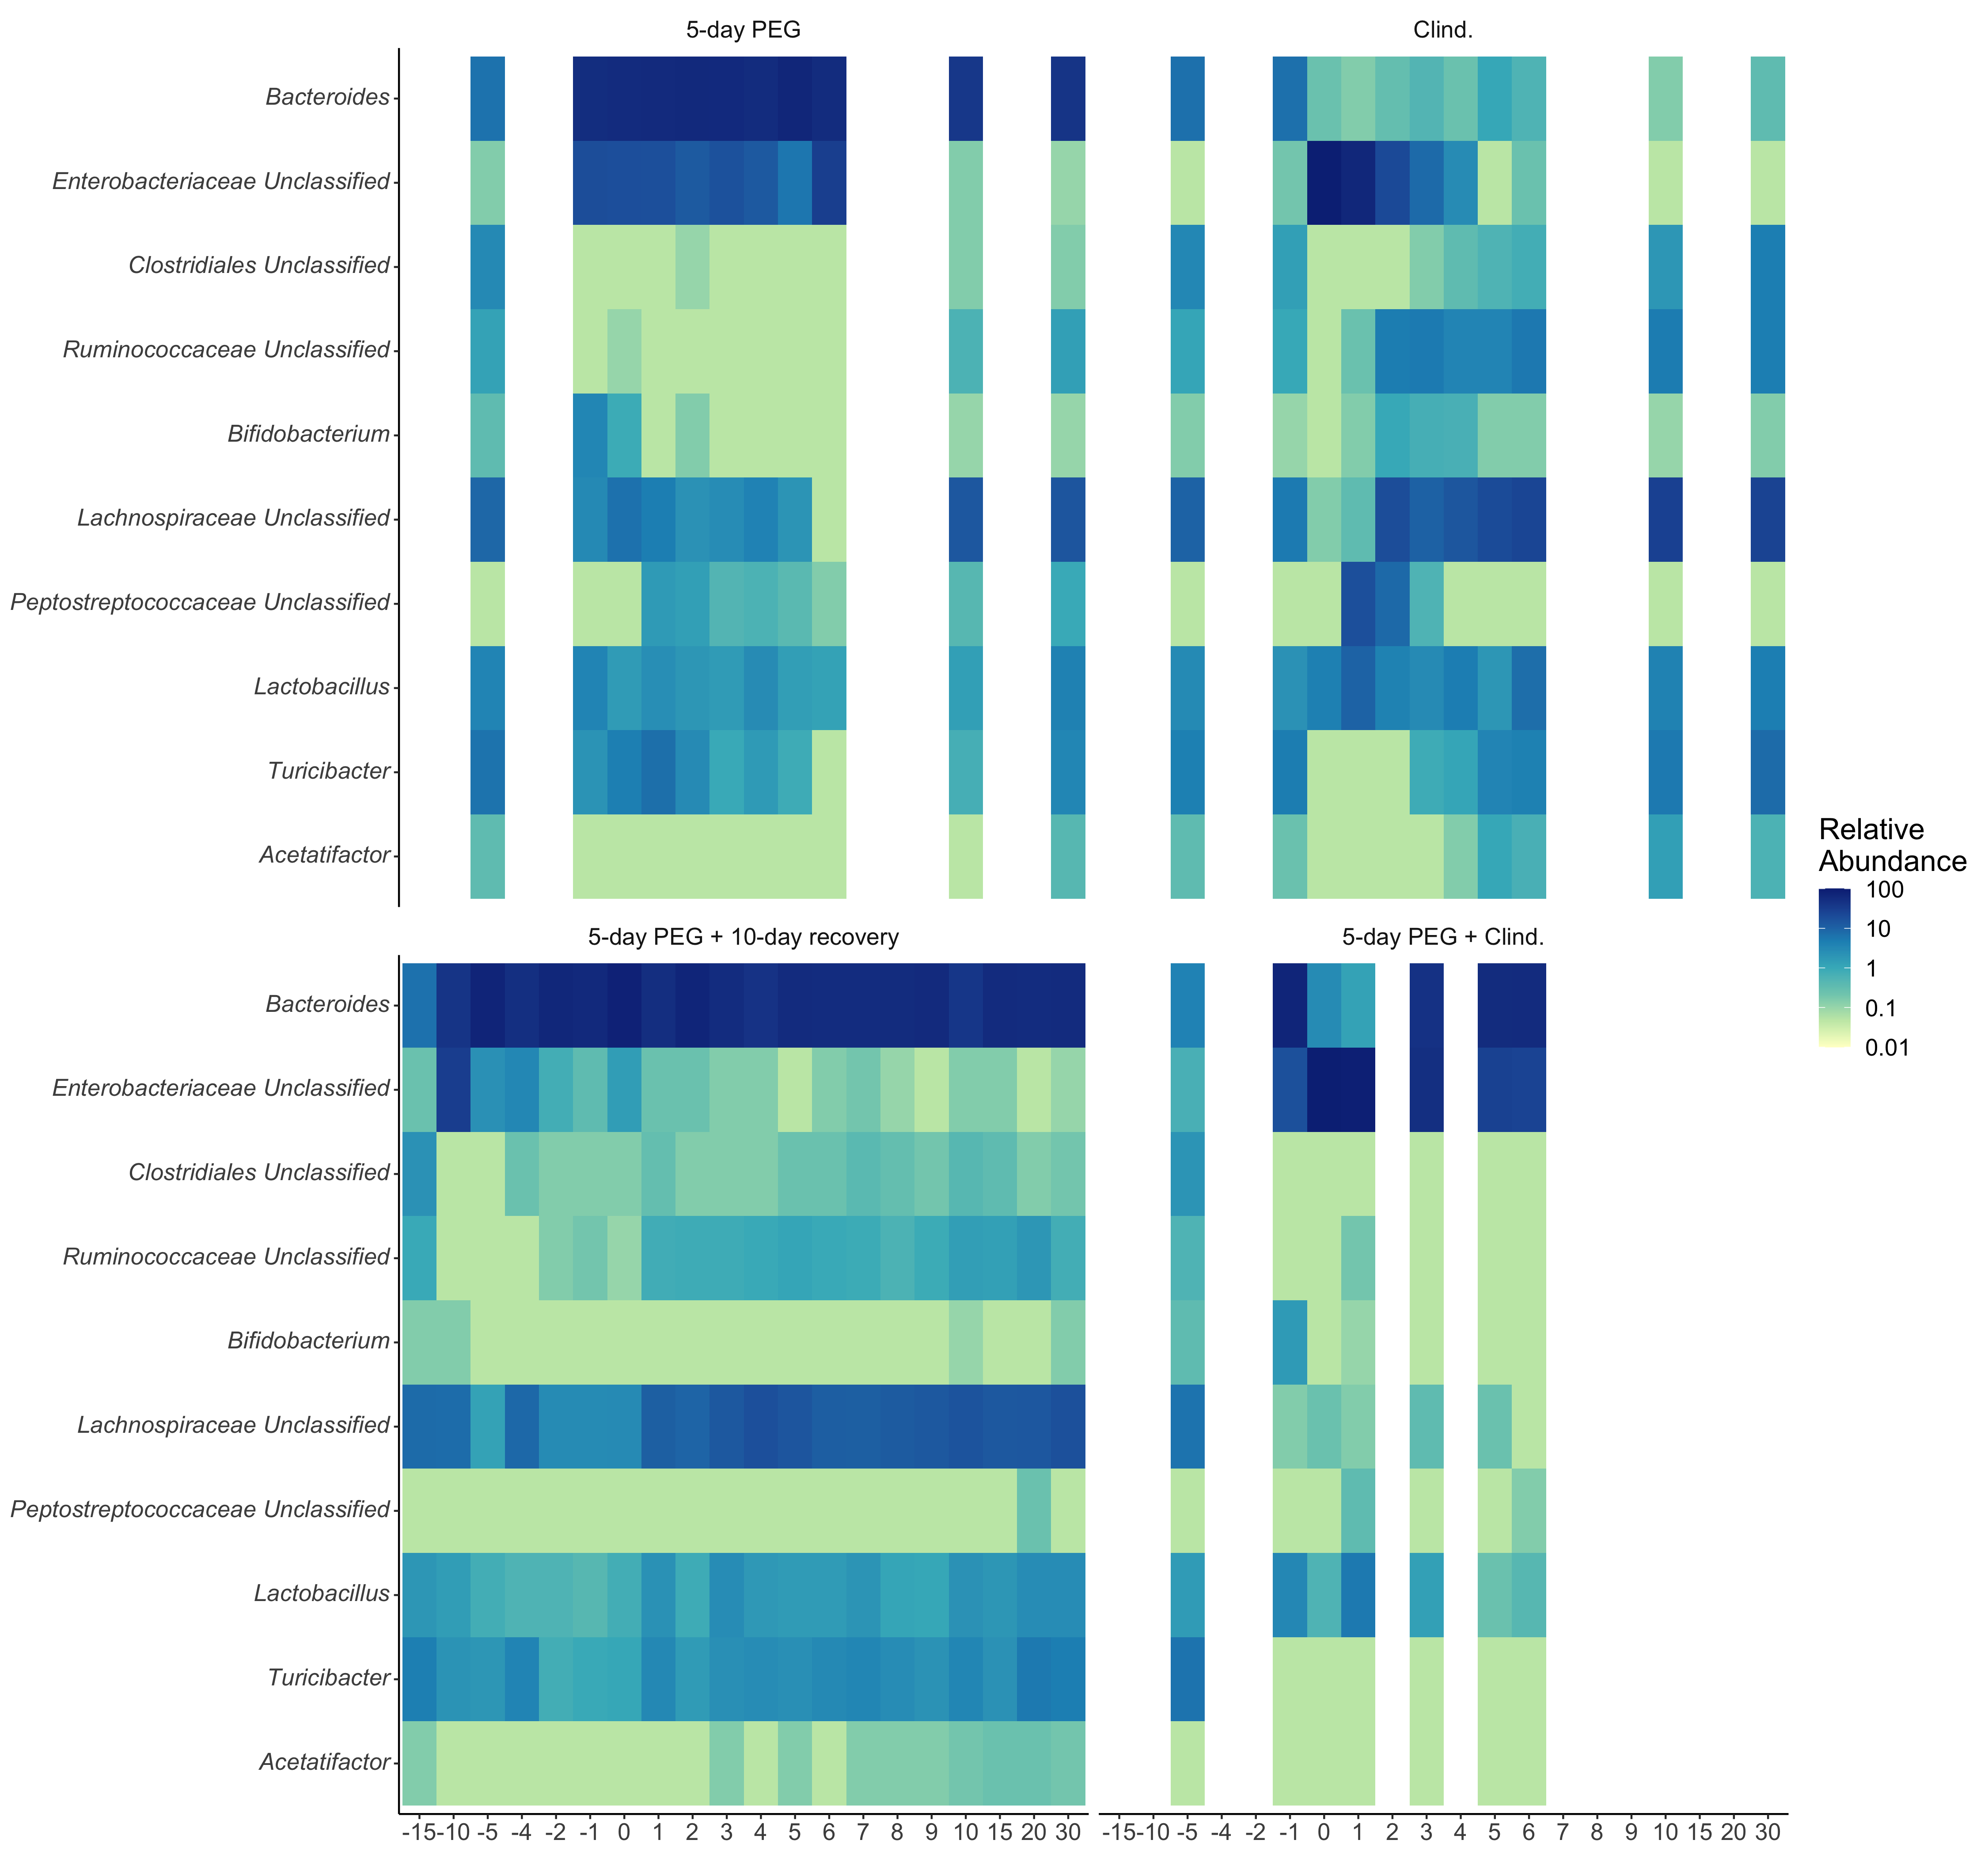 5-day PEG
Clind.
Bacteroides
Enterobacteriaceae Unclassified
Clostridiales Unclassified
Ruminococcaceae Unclassified
Bifidobacterium
Lachnospiraceae Unclassified
Peptostreptococcaceae Unclassified
Lactobacillus
Turicibacter
Acetatifactor
Relative
Abundance
100
10
1
0.1
0.01
5-day PEG + 10-day recovery
5-day PEG + Clind.
Bacteroides
Enterobacteriaceae Unclassified
Clostridiales Unclassified
Ruminococcaceae Unclassified
Bifidobacterium
Lachnospiraceae Unclassified
Peptostreptococcaceae Unclassified
Lactobacillus
Turicibacter
Acetatifactor
-15 -10 -5 -4 -2 -1 0 1 2 3 4 5 6 7 8 9 10 15 20 30
-15 -10 -5 -4 -2 -1 0 1 2 3 4 5 6 7 8 9 10 15 20 30